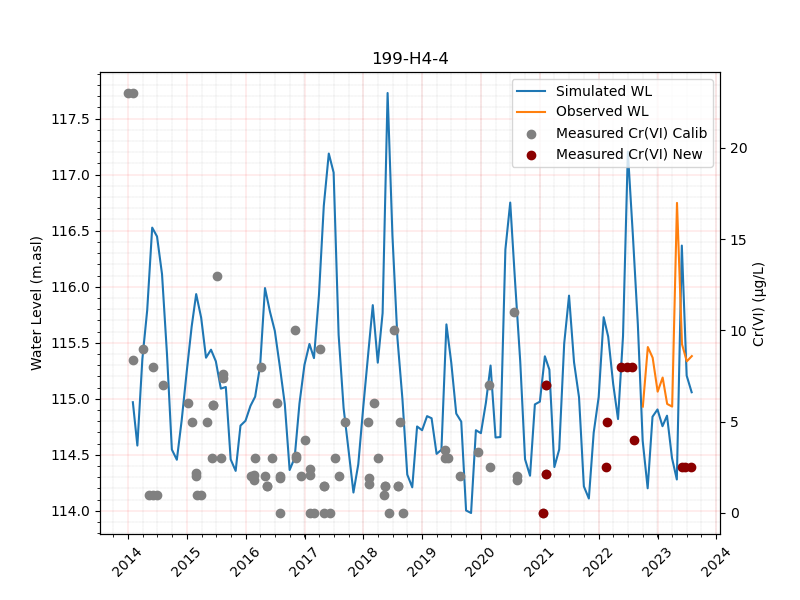 199-H4-4
Simulated WL
Observed WL
Measured Cr(VI) Calib
Measured Cr(VI) New
Water Level (m.asl)
117.5
117.0
116.5
116.0
115.5
115.0
114.5
114.0
Cr(VI) (μg/L)
20
15
10
5
0
2014 2015 2016 2017 2018 2019 2020 2021 2022 2023 2024